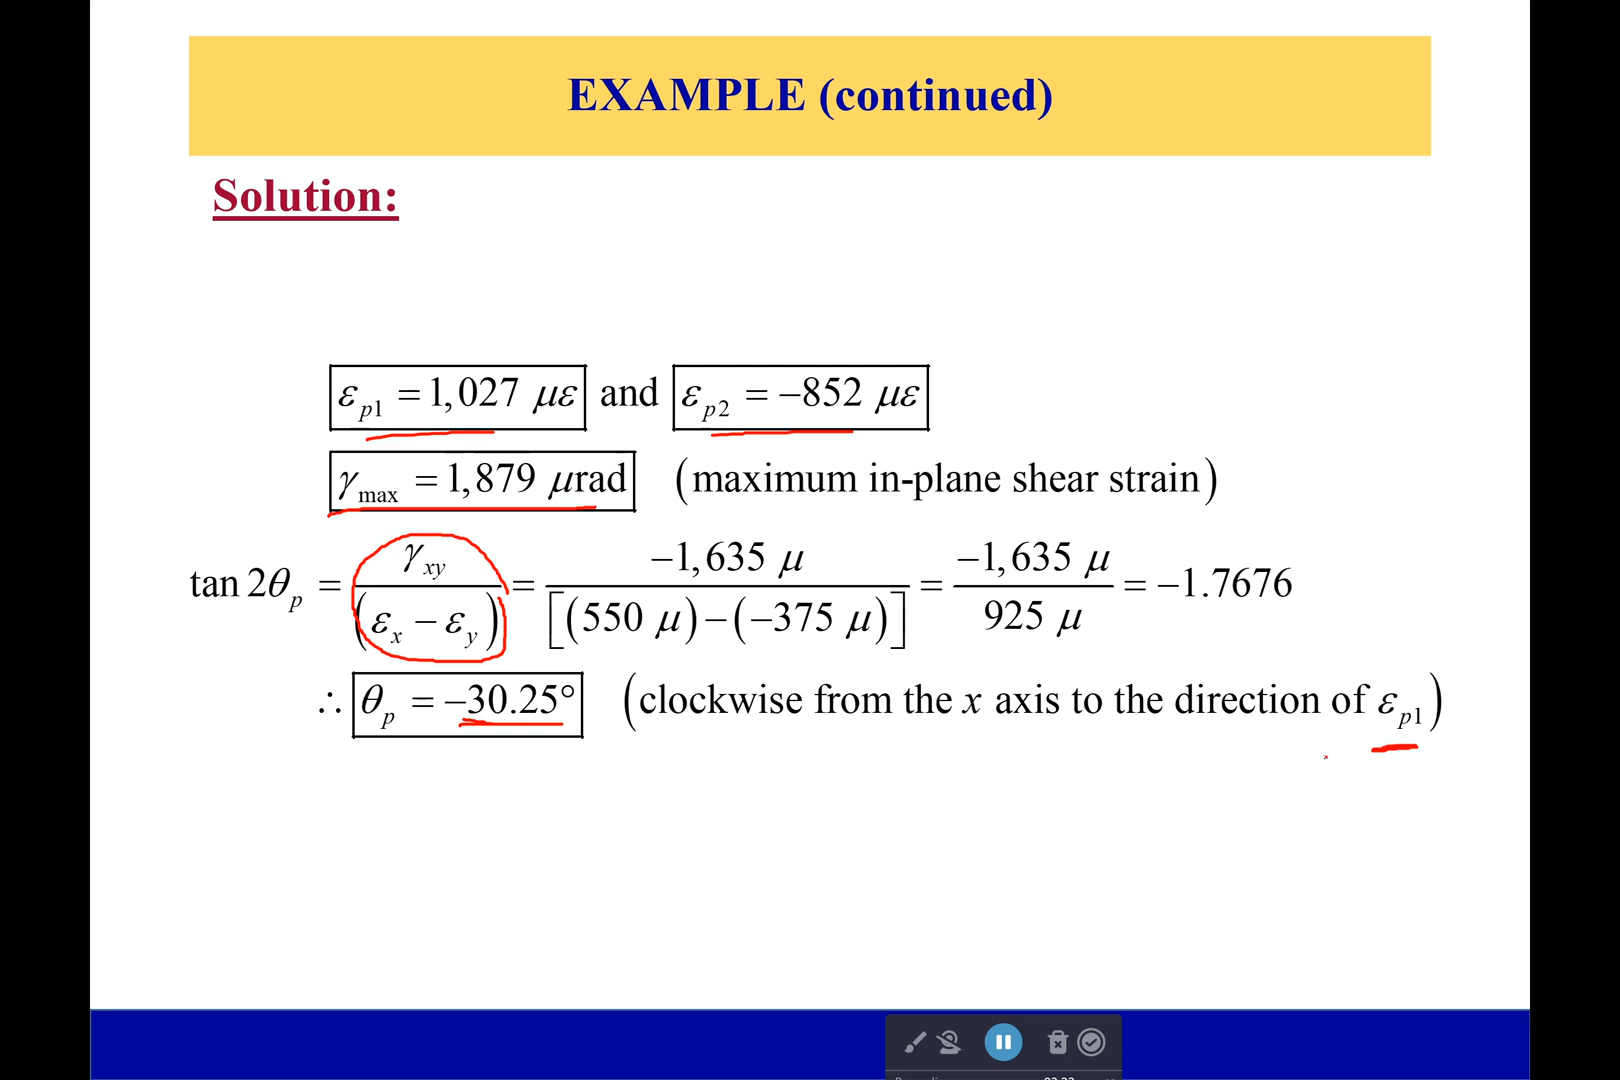 EXAMPLE (continued)
Solution:
ε_p1 = 1,027 με and ε_p2 = −852 με
γ_max = 1,879 μrad (maximum in-plane shear strain)
tan 2θ_p = γ_xy / (ε_x − ε_y) = −1,635 μ / [(550 μ) − (−375 μ)] = −1,635 μ / 925 μ = −1.7676
∴ θ_p = −30.25° (clockwise from the x axis to the direction of ε_p1)